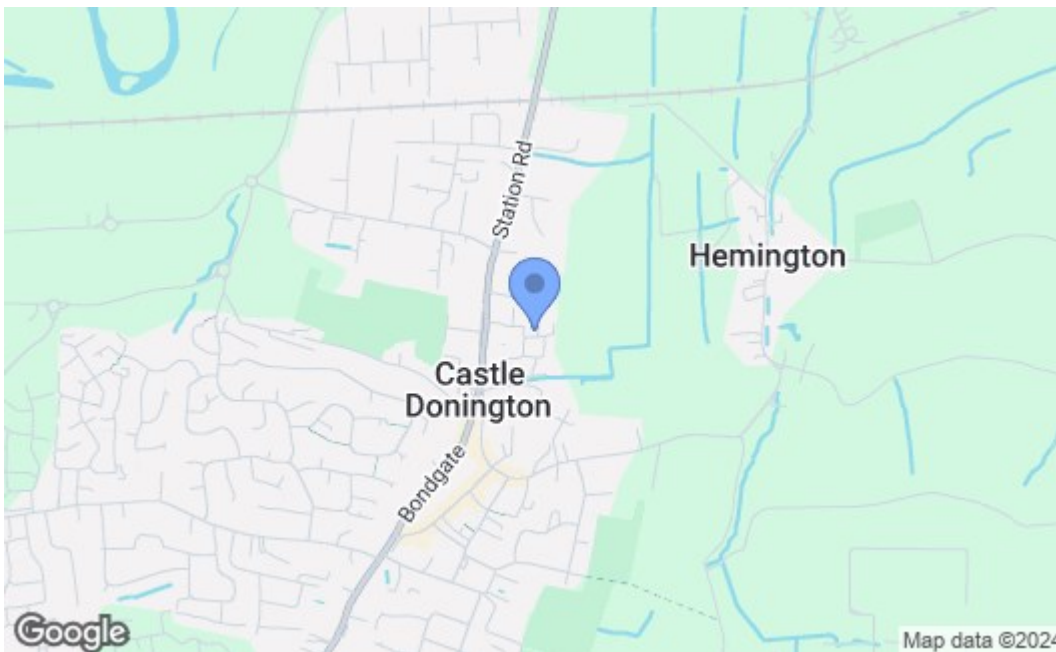 Station Rd
Hemington
Castle
Donington
Bondgate
Google
Map data ©2024